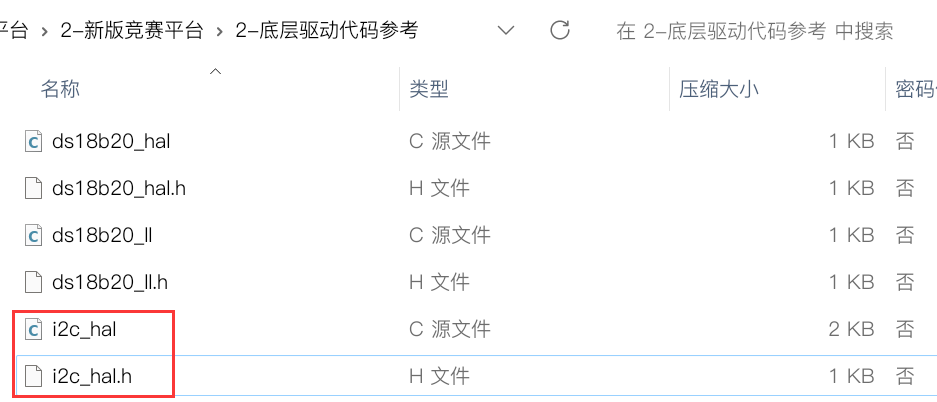 平台 › 2-新版竞赛平台 › 2-底层驱动代码参考 在 2-底层驱动代码参考 中搜索
名称 类型 压缩大小 密码
ds18b20_hal C 源文件 1 KB 否
ds18b20_hal.h H 文件 1 KB 否
ds18b20_ll C 源文件 1 KB 否
ds18b20_ll.h H 文件 1 KB 否
i2c_hal C 源文件 2 KB 否
i2c_hal.h H 文件 1 KB 否